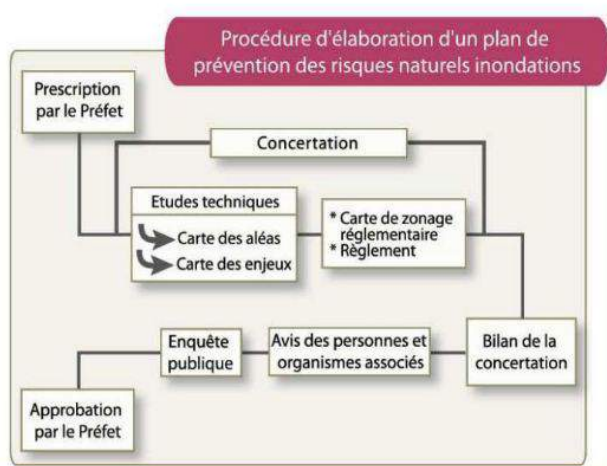 Procédure d'élaboration d'un plan de
prévention des risques naturels inondations
Prescription
par le Préfet
Concertation
Etudes techniques
Carte des aléas
Carte des enjeux
* Carte de zonage
réglementaire
* Règlement
Bilan de la
concertation
Avis des personnes et
organismes associés
Enquête
publique
Approbation
par le Préfet